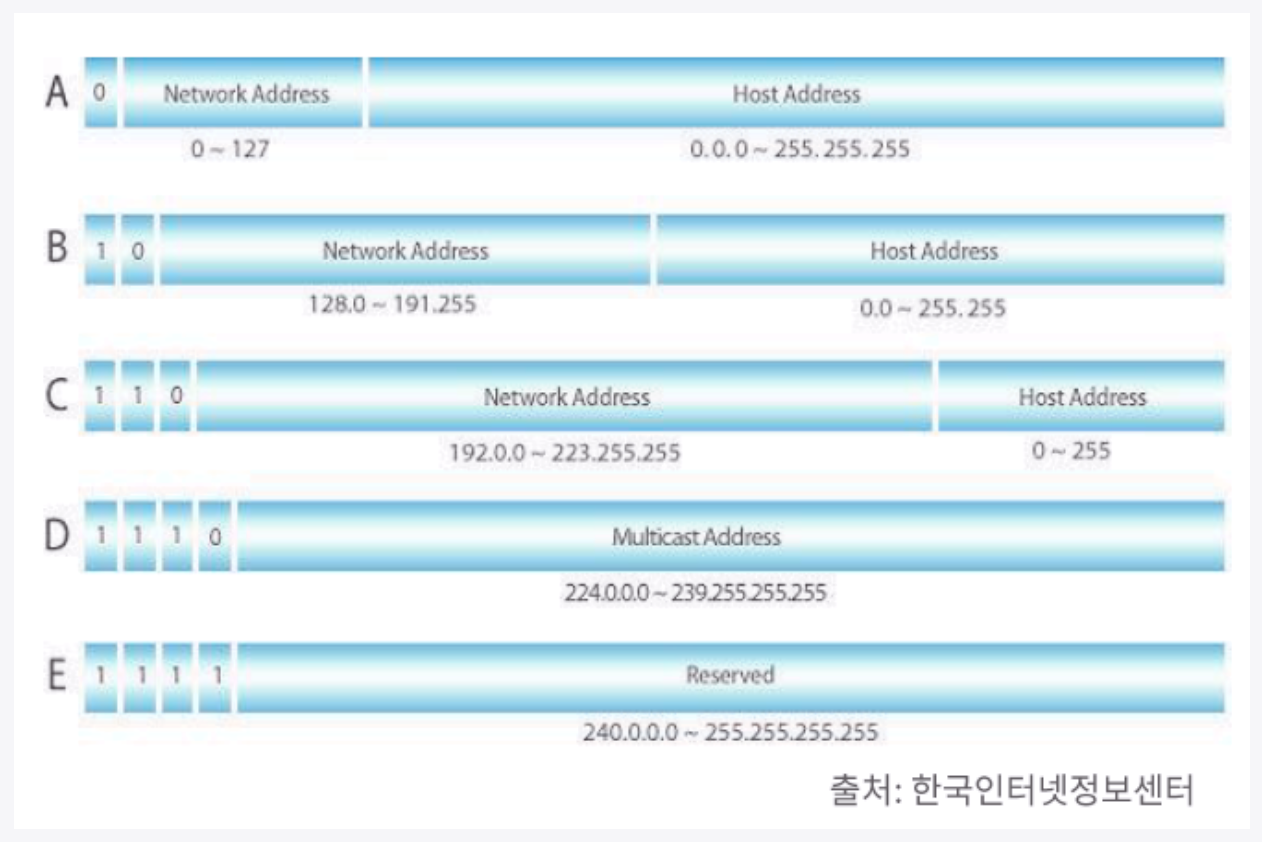 A 0 Network Address Host Address
0 ~ 127 0.0.0 ~ 255.255.255
B 1 0 Network Address Host Address
128.0 ~ 191.255 0.0 ~ 255.255
C 1 1 0 Network Address Host Address
192.0.0 ~ 223.255.255 0 ~ 255
D 1 1 1 0 Multicast Address
224.0.0.0 ~ 239.255.255.255
E 1 1 1 1 Reserved
240.0.0.0 ~ 255.255.255.255
출처: 한국인터넷정보센터